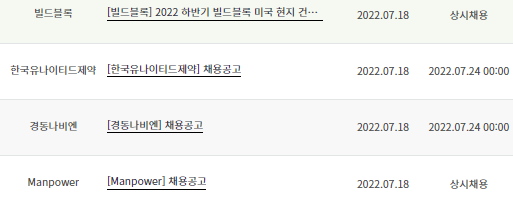 빌드블록 [빌드블록] 2022 하반기 빌드블록 미국 현지 건… 2022.07.18 상시채용
한국유나이티드제약 [한국유나이티드제약] 채용공고 2022.07.18 2022.07.24 00:00
경동나비엔 [경동나비엔] 채용공고 2022.07.18 2022.07.24 00:00
Manpower [Manpower] 채용공고 2022.07.18 상시채용